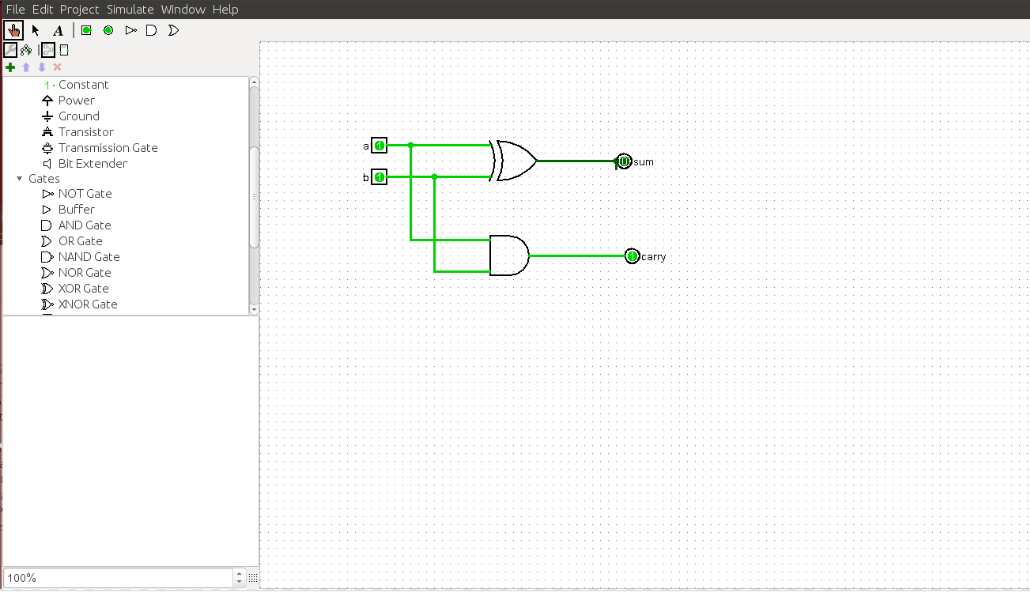 File Edit Project Simulate Window Help
A
1 Constant
Power
Ground
Transistor
Transmission Gate
Bit Extender
Gates
NOT Gate
Buffer
AND Gate
OR Gate
NAND Gate
NOR Gate
XOR Gate
XNOR Gate
100%
a 1
0 sum
b 1
1 carry